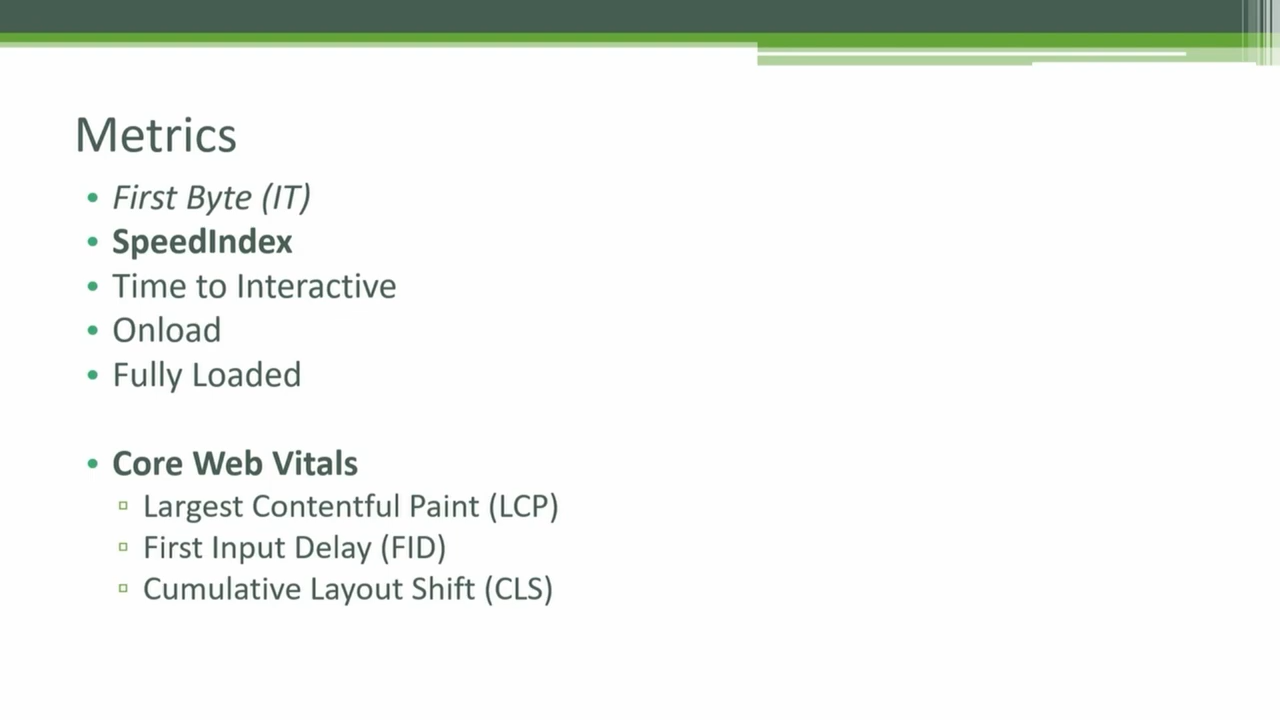 Metrics
• First Byte (IT)
• SpeedIndex
• Time to Interactive
• Onload
• Fully Loaded
• Core Web Vitals
▫ Largest Contentful Paint (LCP)
▫ First Input Delay (FID)
▫ Cumulative Layout Shift (CLS)